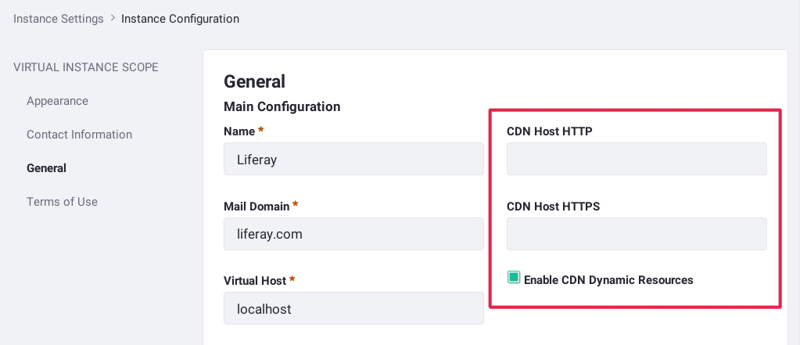 Instance Settings > Instance Configuration
VIRTUAL INSTANCE SCOPE
Appearance
Contact Information
General
Terms of Use
General
Main Configuration
Name *
Liferay
Mail Domain *
liferay.com
Virtual Host *
localhost
CDN Host HTTP
CDN Host HTTPS
Enable CDN Dynamic Resources